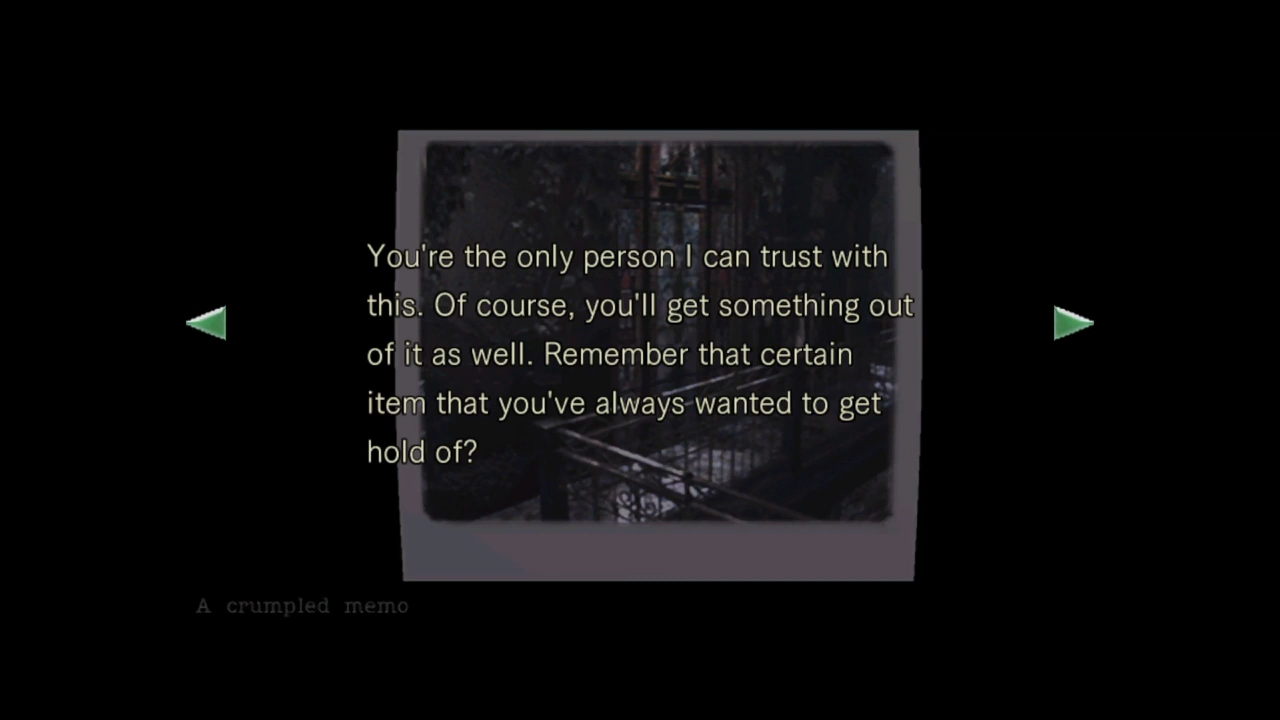 You're the only person I can trust with
this. Of course, you'll get something out
of it as well. Remember that certain
item that you've always wanted to get
hold of?
A crumpled memo